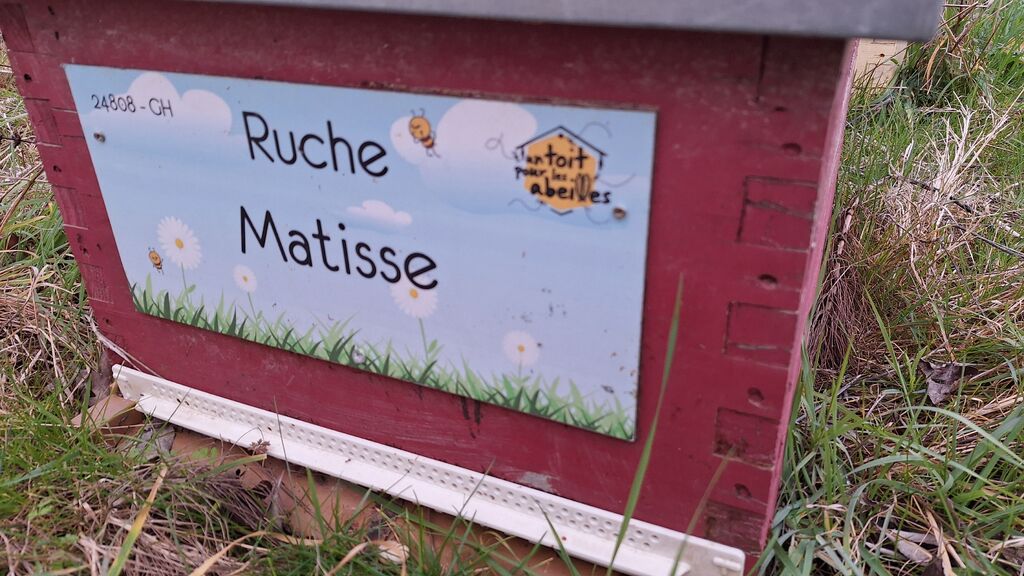 24808 - GH
Ruche
Matisse
un toit
pour les
abeilles